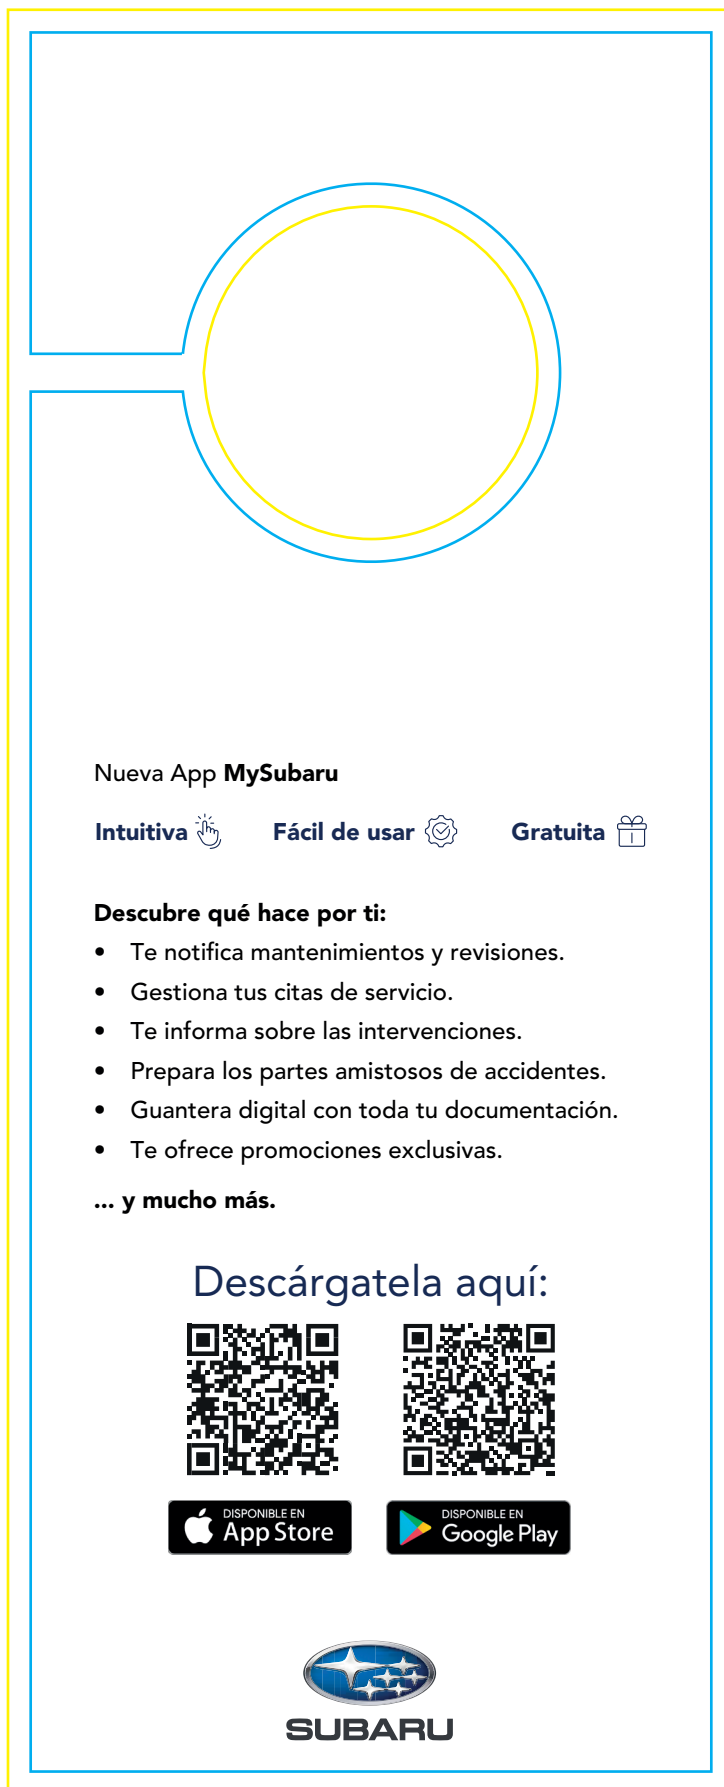 Nueva App MySubaru
Intuitiva Fácil de usar Gratuita
Descubre qué hace por ti:
• Te notifica mantenimientos y revisiones.
• Gestiona tus citas de servicio.
• Te informa sobre las intervenciones.
• Prepara los partes amistosos de accidentes.
• Guantera digital con toda tu documentación.
• Te ofrece promociones exclusivas.
... y mucho más.
Descárgatela aquí:
DISPONIBLE EN
App Store
DISPONIBLE EN
Google Play
SUBARU